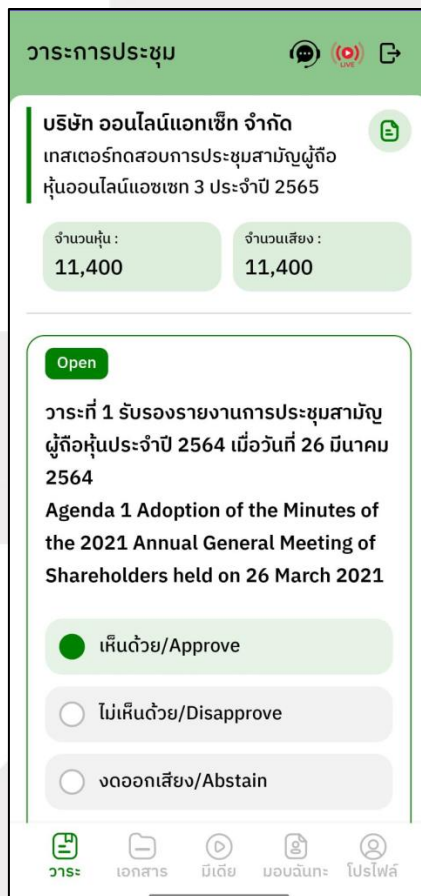 วาระการประชุม
LIVE
บริษัท ออนไลน์แอทเซ็ท จำกัด
เทสเตอร์ทดสอบการประชุมสามัญผู้ถือ
หุ้นออนไลน์แอซเซท 3 ประจำปี 2565
จำนวนหุ้น :
11,400
จำนวนเสียง :
11,400
Open
วาระที่ 1 รับรองรายงานการประชุมสามัญ
ผู้ถือหุ้นประจำปี 2564 เมื่อวันที่ 26 มีนาคม
2564
Agenda 1 Adoption of the Minutes of
the 2021 Annual General Meeting of
Shareholders held on 26 March 2021
เห็นด้วย/Approve
ไม่เห็นด้วย/Disapprove
งดออกเสียง/Abstain
วาระ
เอกสาร
มีเดีย
มอบฉันทะ
โปรไฟล์